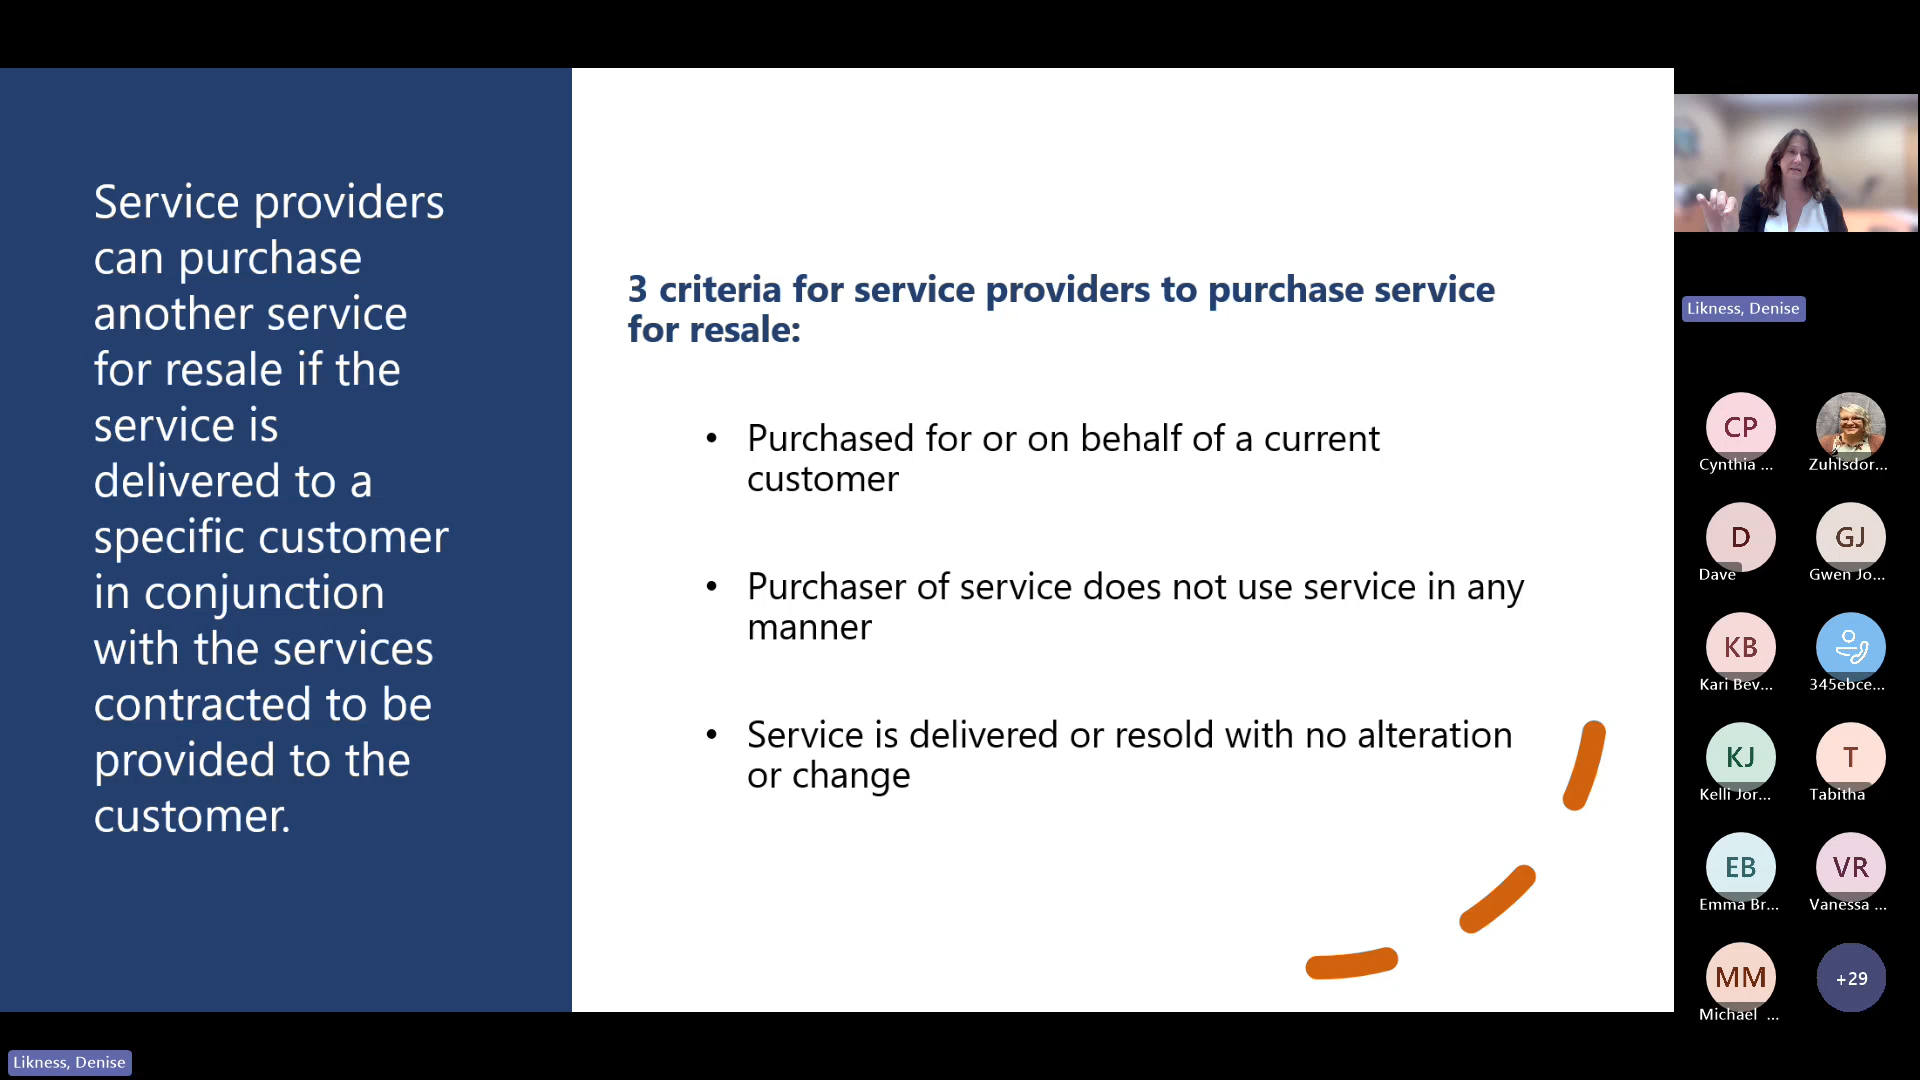 Service providers
can purchase
another service
for resale if the
service is
delivered to a
specific customer
in conjunction
with the services
contracted to be
provided to the
customer.
3 criteria for service providers to purchase service
for resale:
• Purchased for or on behalf of a current
customer
• Purchaser of service does not use service in any
manner
• Service is delivered or resold with no alteration
or change
Likness, Denise
CP
Cynthia ...
Zuhlsdor...
D
Dave
GJ
Gwen Jo...
KB
Kari Bev...
345ebce...
KJ
Kelli Jor...
T
Tabitha
EB
Emma Br...
VR
Vanessa ...
MM
Michael ...
+29
Likness, Denise